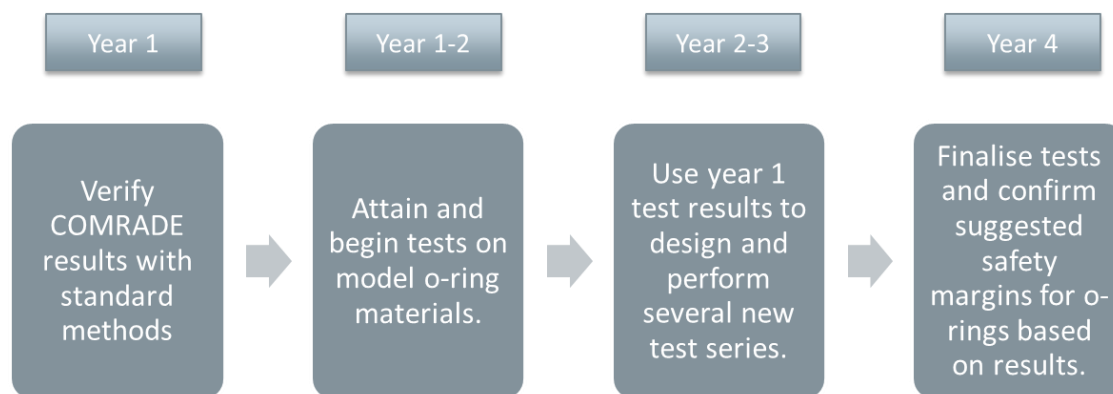 Year 1
Year 1-2
Year 2-3
Year 4
Verify
COMRADE
results with
standard
methods
Attain and
begin tests on
model o-ring
materials.
Use year 1
test results to
design and
perform
several new
test series.
Finalise tests
and confirm
suggested
safety
margins for o-
rings based
on results.